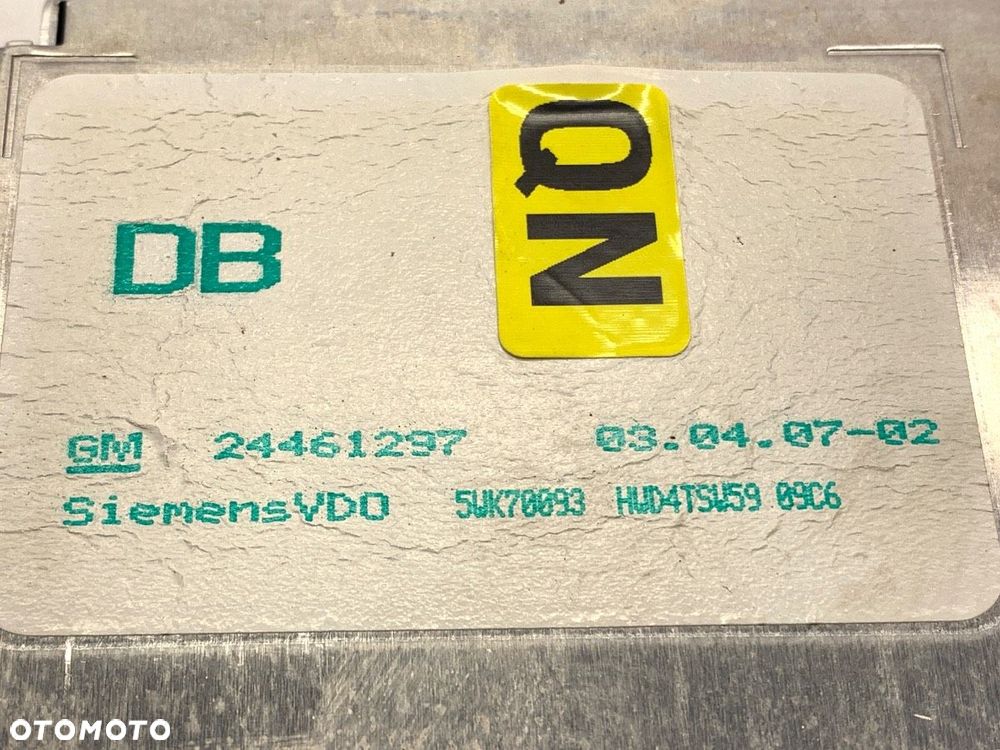 QN
DB
GM 24461297 03.04.07-02
SiemensVDO 5WK70093 HWD4TSW59 09C6
OTOMOTO